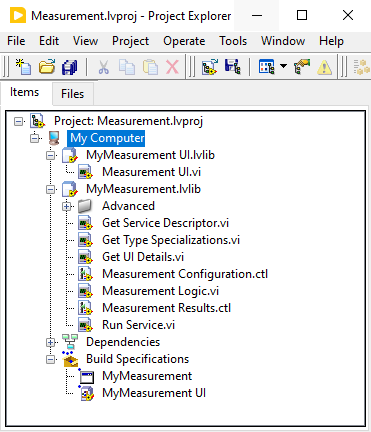 Measurement.lvproj - Project Explorer
File Edit View Project Operate Tools Window Help
Items Files
Project: Measurement.lvproj
My Computer
MyMeasurement UI.lvlib
Measurement UI.vi
MyMeasurement.lvlib
Advanced
Get Service Descriptor.vi
Get Type Specializations.vi
Get UI Details.vi
Measurement Configuration.ctl
Measurement Logic.vi
Measurement Results.ctl
Run Service.vi
Dependencies
Build Specifications
MyMeasurement
MyMeasurement UI